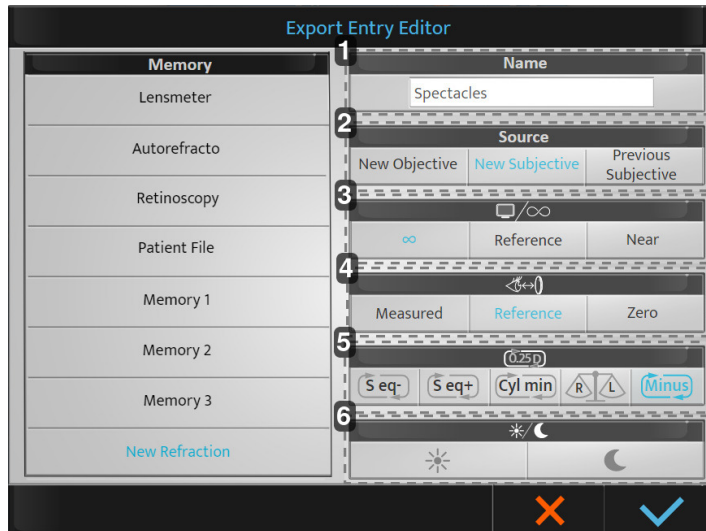 Export Entry Editor
Memory
Lensmeter
Autorefracto
Retinoscopy
Patient File
Memory 1
Memory 2
Memory 3
New Refraction
1
Name
Spectacles
2
Source
New Objective New Subjective Previous
Subjective
3
/∞
∞ Reference Near
4
Measured Reference Zero
5
0.25D
S eq- S eq+ Cyl min R L Minus
6